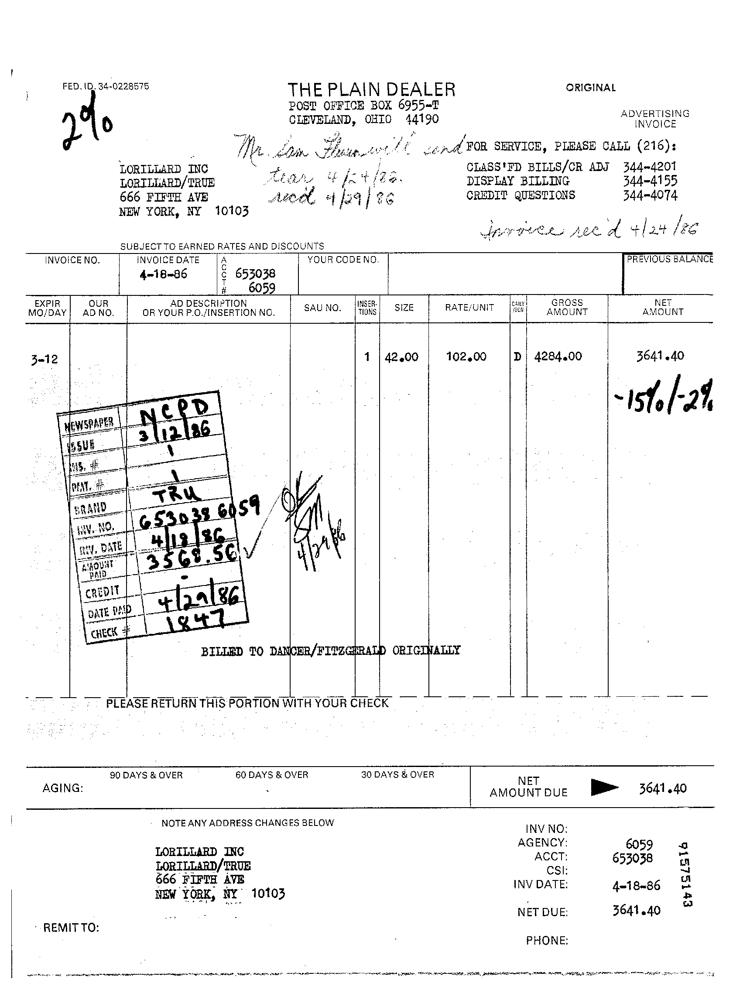 FED. ID. 34-0228575
THE PLAIN DEALER
ORIGINAL
POST OFFICE BOX 6955-T
CLEVELAND, OHIO 44190
ADVERTISING
INVOICE
2%
Mr. Sam will send
tear 4/24/86.
rec'd 4/29/86
FOR SERVICE, PLEASE CALL (216):
CLASS'FD BILLS/CR ADJ 344-4201
DISPLAY BILLING 344-4155
CREDIT QUESTIONS 344-4074
LORILLARD INC
LORILLARD/TRUE
666 FIFTH AVE
NEW YORK, NY 10103
Invoice rec'd 4/24/86
SUBJECT TO EARNED RATES AND DISCOUNTS
INVOICE NO. INVOICE DATE ACCT# YOUR CODE NO. PREVIOUS BALANCE
4-18-86 653038
6059
EXPIR MO/DAY OUR AD NO. AD DESCRIPTION OR YOUR P.O./INSERTION NO. SAU NO. INSERTIONS SIZE RATE/UNIT GROSS AMOUNT NET AMOUNT
3-12 1 42.00 102.00 D 4284.00 3641.40
-15%/-2%
NEWSPAPER NCPD
ISSUE 3/12/86
INS. # 1
PMT. # 1
BRAND TRU
INV. NO. 653038 6059
INV. DATE 4/18/86
AMOUNT PAID 3568.56 ✓
CREDIT -
DATE PAID 4/29/86
CHECK # 1847
OK
SM
4/29/86
BILLED TO DANCER/FITZGERALD ORIGINALLY
PLEASE RETURN THIS PORTION WITH YOUR CHECK
AGING: 90 DAYS & OVER 60 DAYS & OVER 30 DAYS & OVER
NET
AMOUNT DUE 3641.40
NOTE ANY ADDRESS CHANGES BELOW
LORILLARD INC
LORILLARD/TRUE
666 FIFTH AVE
NEW YORK, NY 10103
INV NO:
AGENCY: 6059
ACCT: 653038
CSI:
INV DATE: 4-18-86
NET DUE: 3641.40
PHONE:
REMIT TO:
91575143